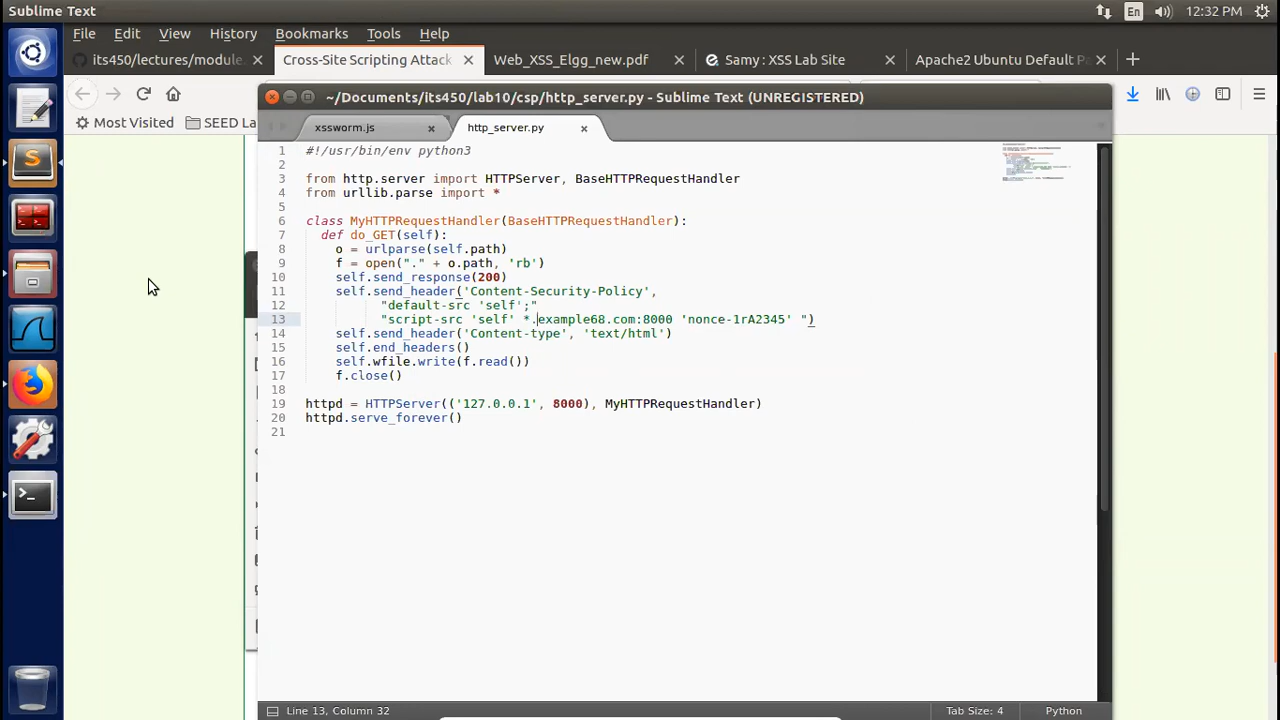 Sublime Text
En
12:32 PM
File Edit View History Bookmarks Tools Help
its450/lectures/module
Cross-Site Scripting Attack
Web_XSS_Elgg_new.pdf
Samy : XSS Lab Site
Apache2 Ubuntu Default Pa
~/Documents/its450/lab10/csp/http_server.py - Sublime Text (UNREGISTERED)
Most Visited
SEED La
xssworm.js
http_server.py
1 #!/usr/bin/env python3
2
3 from http.server import HTTPServer, BaseHTTPRequestHandler
4 from urllib.parse import *
5
6 class MyHTTPRequestHandler(BaseHTTPRequestHandler):
7 def do_GET(self):
8 o = urlparse(self.path)
9 f = open("." + o.path, 'rb')
10 self.send_response(200)
11 self.send_header('Content-Security-Policy',
12 "default-src 'self';"
13 "script-src 'self' *.example68.com:8000 'nonce-1rA2345' ")
14 self.send_header('Content-type', 'text/html')
15 self.end_headers()
16 self.wfile.write(f.read())
17 f.close()
18
19 httpd = HTTPServer(('127.0.0.1', 8000), MyHTTPRequestHandler)
20 httpd.serve_forever()
21
Line 13, Column 32
Tab Size: 4
Python